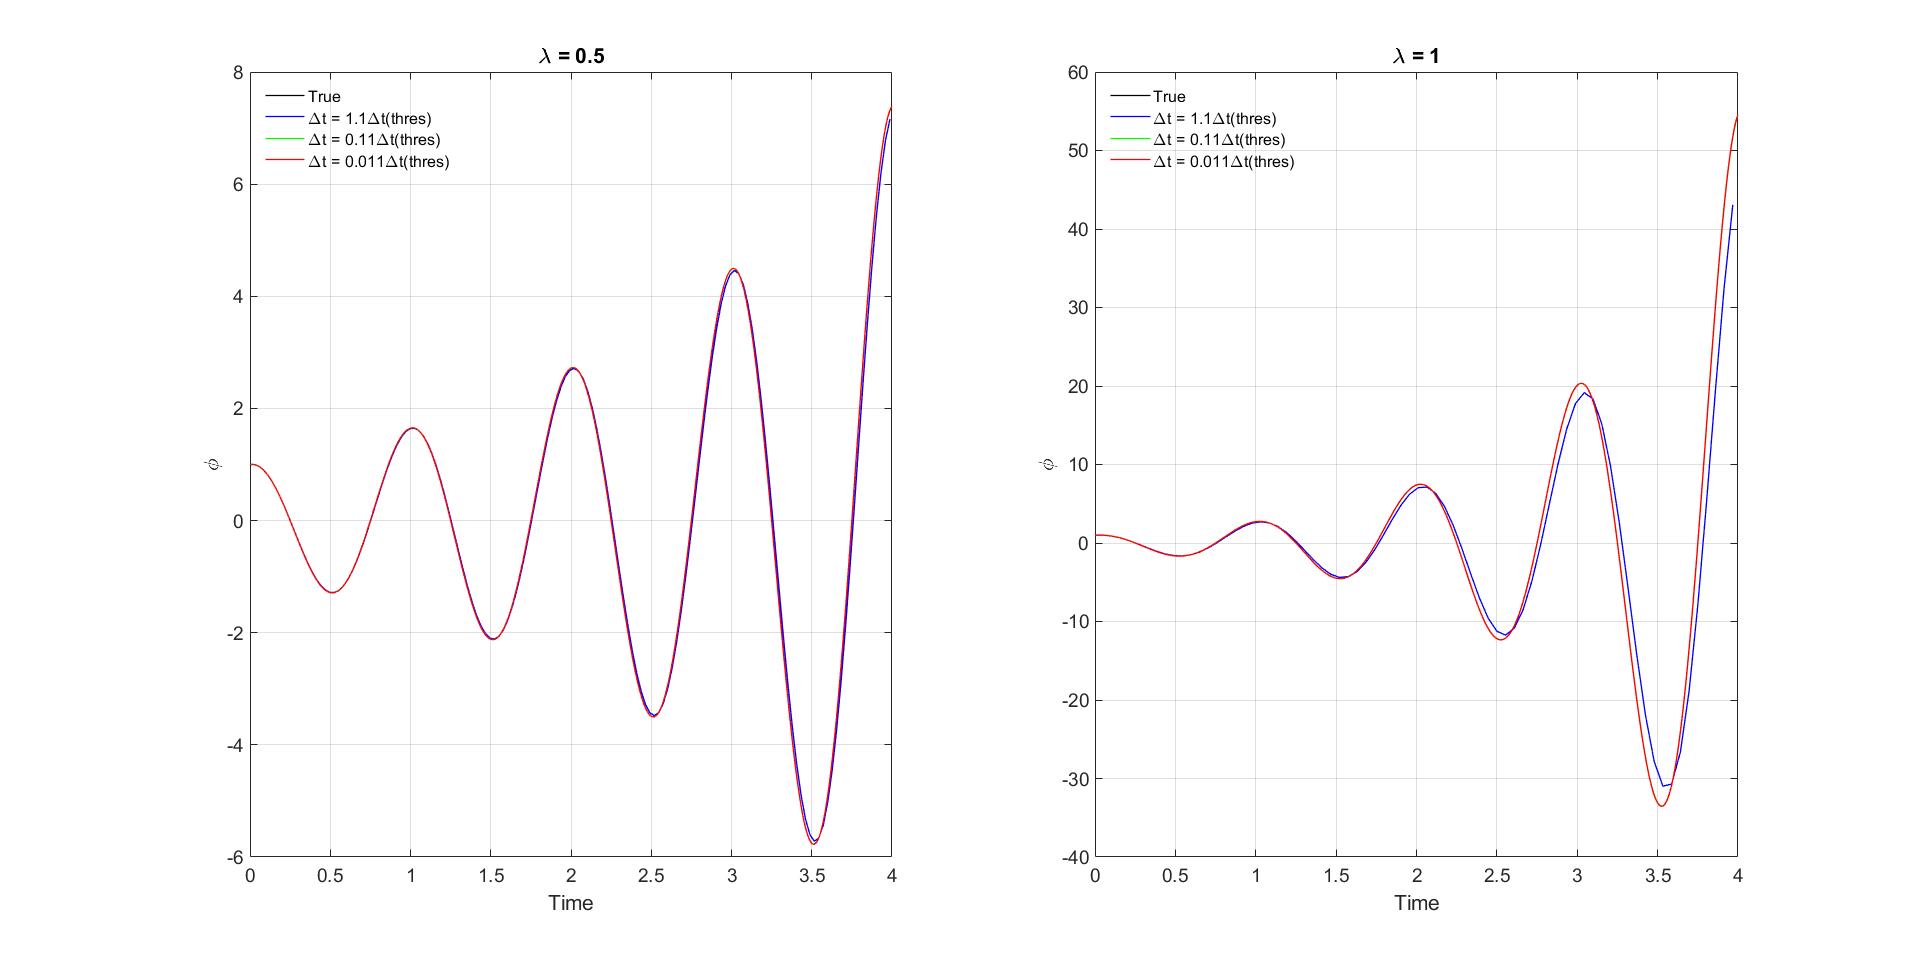 λ = 0.5
True
Δt = 1.1Δt(thres)
Δt = 0.11Δt(thres)
Δt = 0.011Δt(thres)
8
6
4
2
0
-2
-4
-6
ϕ
0 0.5 1 1.5 2 2.5 3 3.5 4
Time
λ = 1
True
Δt = 1.1Δt(thres)
Δt = 0.11Δt(thres)
Δt = 0.011Δt(thres)
60
50
40
30
20
10
0
-10
-20
-30
-40
ϕ
0 0.5 1 1.5 2 2.5 3 3.5 4
Time